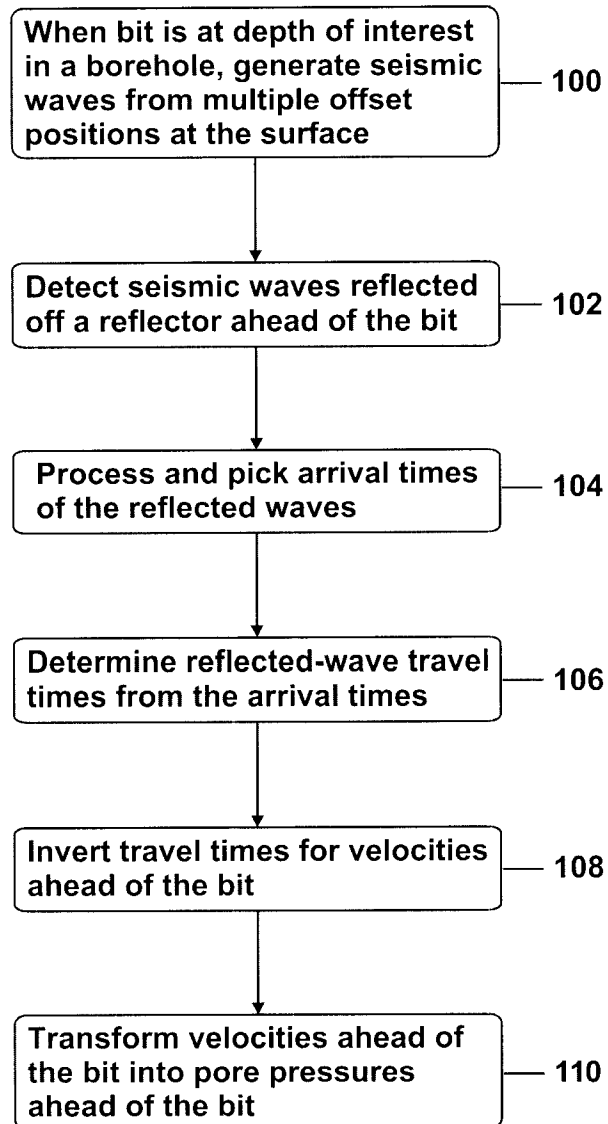 When bit is at depth of interest
in a borehole, generate seismic
waves from multiple offset
positions at the surface
100
Detect seismic waves reflected
off a reflector ahead of the bit
102
Process and pick arrival times
of the reflected waves
104
Determine reflected-wave travel
times from the arrival times
106
Invert travel times for velocities
ahead of the bit
108
Transform velocities ahead of
the bit into pore pressures
ahead of the bit
110